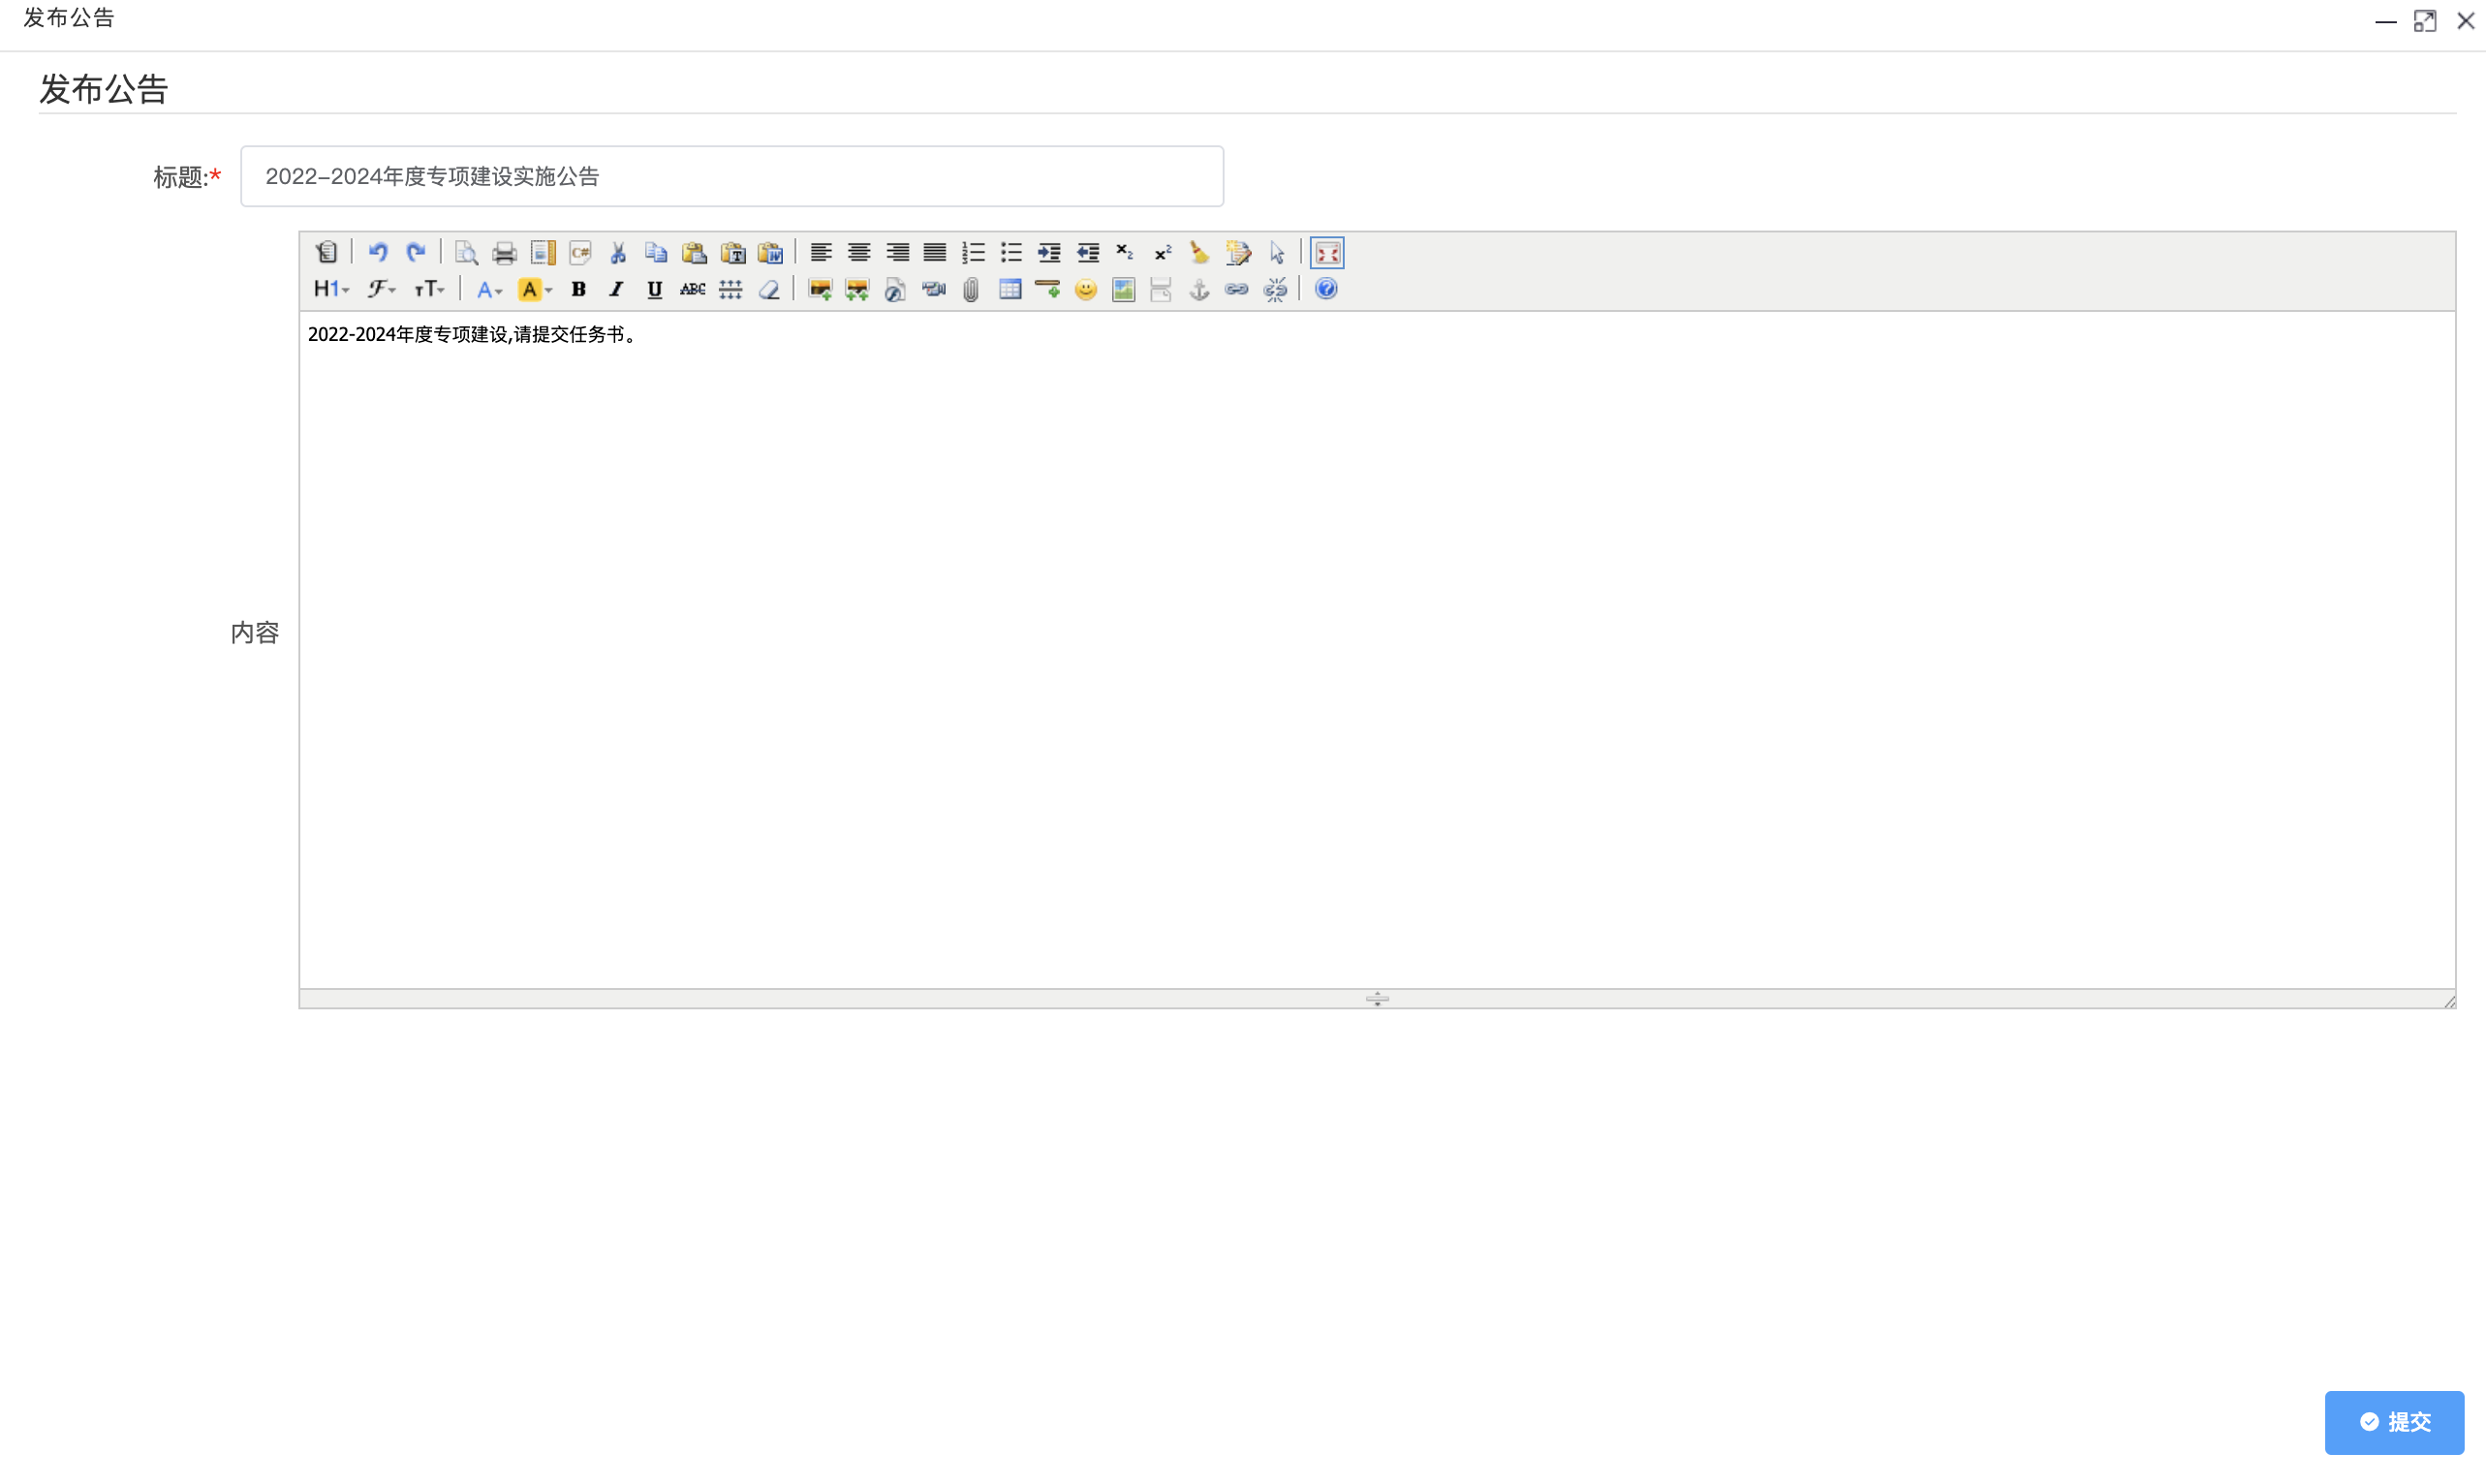 发布公告
发布公告
标题:*
2022-2024年度专项建设实施公告
H1 F TT A A B I U ABC
2022-2024年度专项建设,请提交任务书。
内容
提交